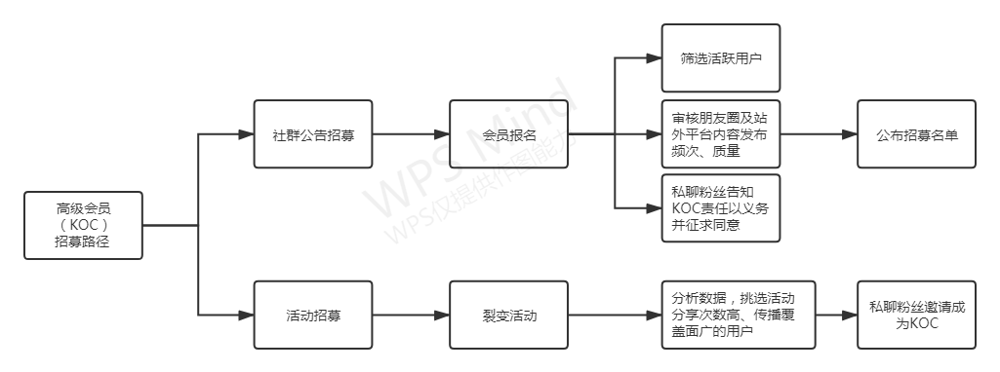 高级会员
（KOC）
招募路径
社群公告招募
会员报名
筛选活跃用户
审核朋友圈及站
外平台内容发布
频次、质量
公布招募名单
私聊粉丝告知
KOC责任以义务
并征求同意
活动招募
裂变活动
分析数据，挑选活动
分享次数高、传播覆
盖面广的用户
私聊粉丝邀请成
为KOC
WPS Mind
WPS仅提供作图能力